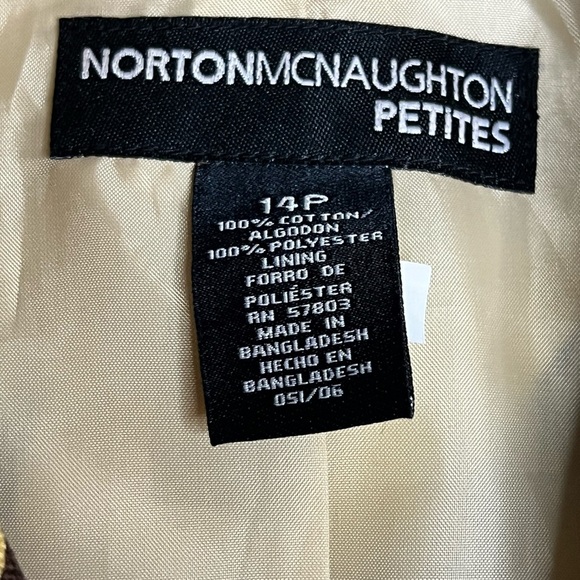 NORTONMCNAUGHTON
PETITES
14P
100% COTTON/
ALGODON
100% POLYESTER
LINING
FORRO DE
POLIÉSTER
RN 57803
MADE IN
BANGLADESH
HECHO EN
BANGLADESH
OSI/06